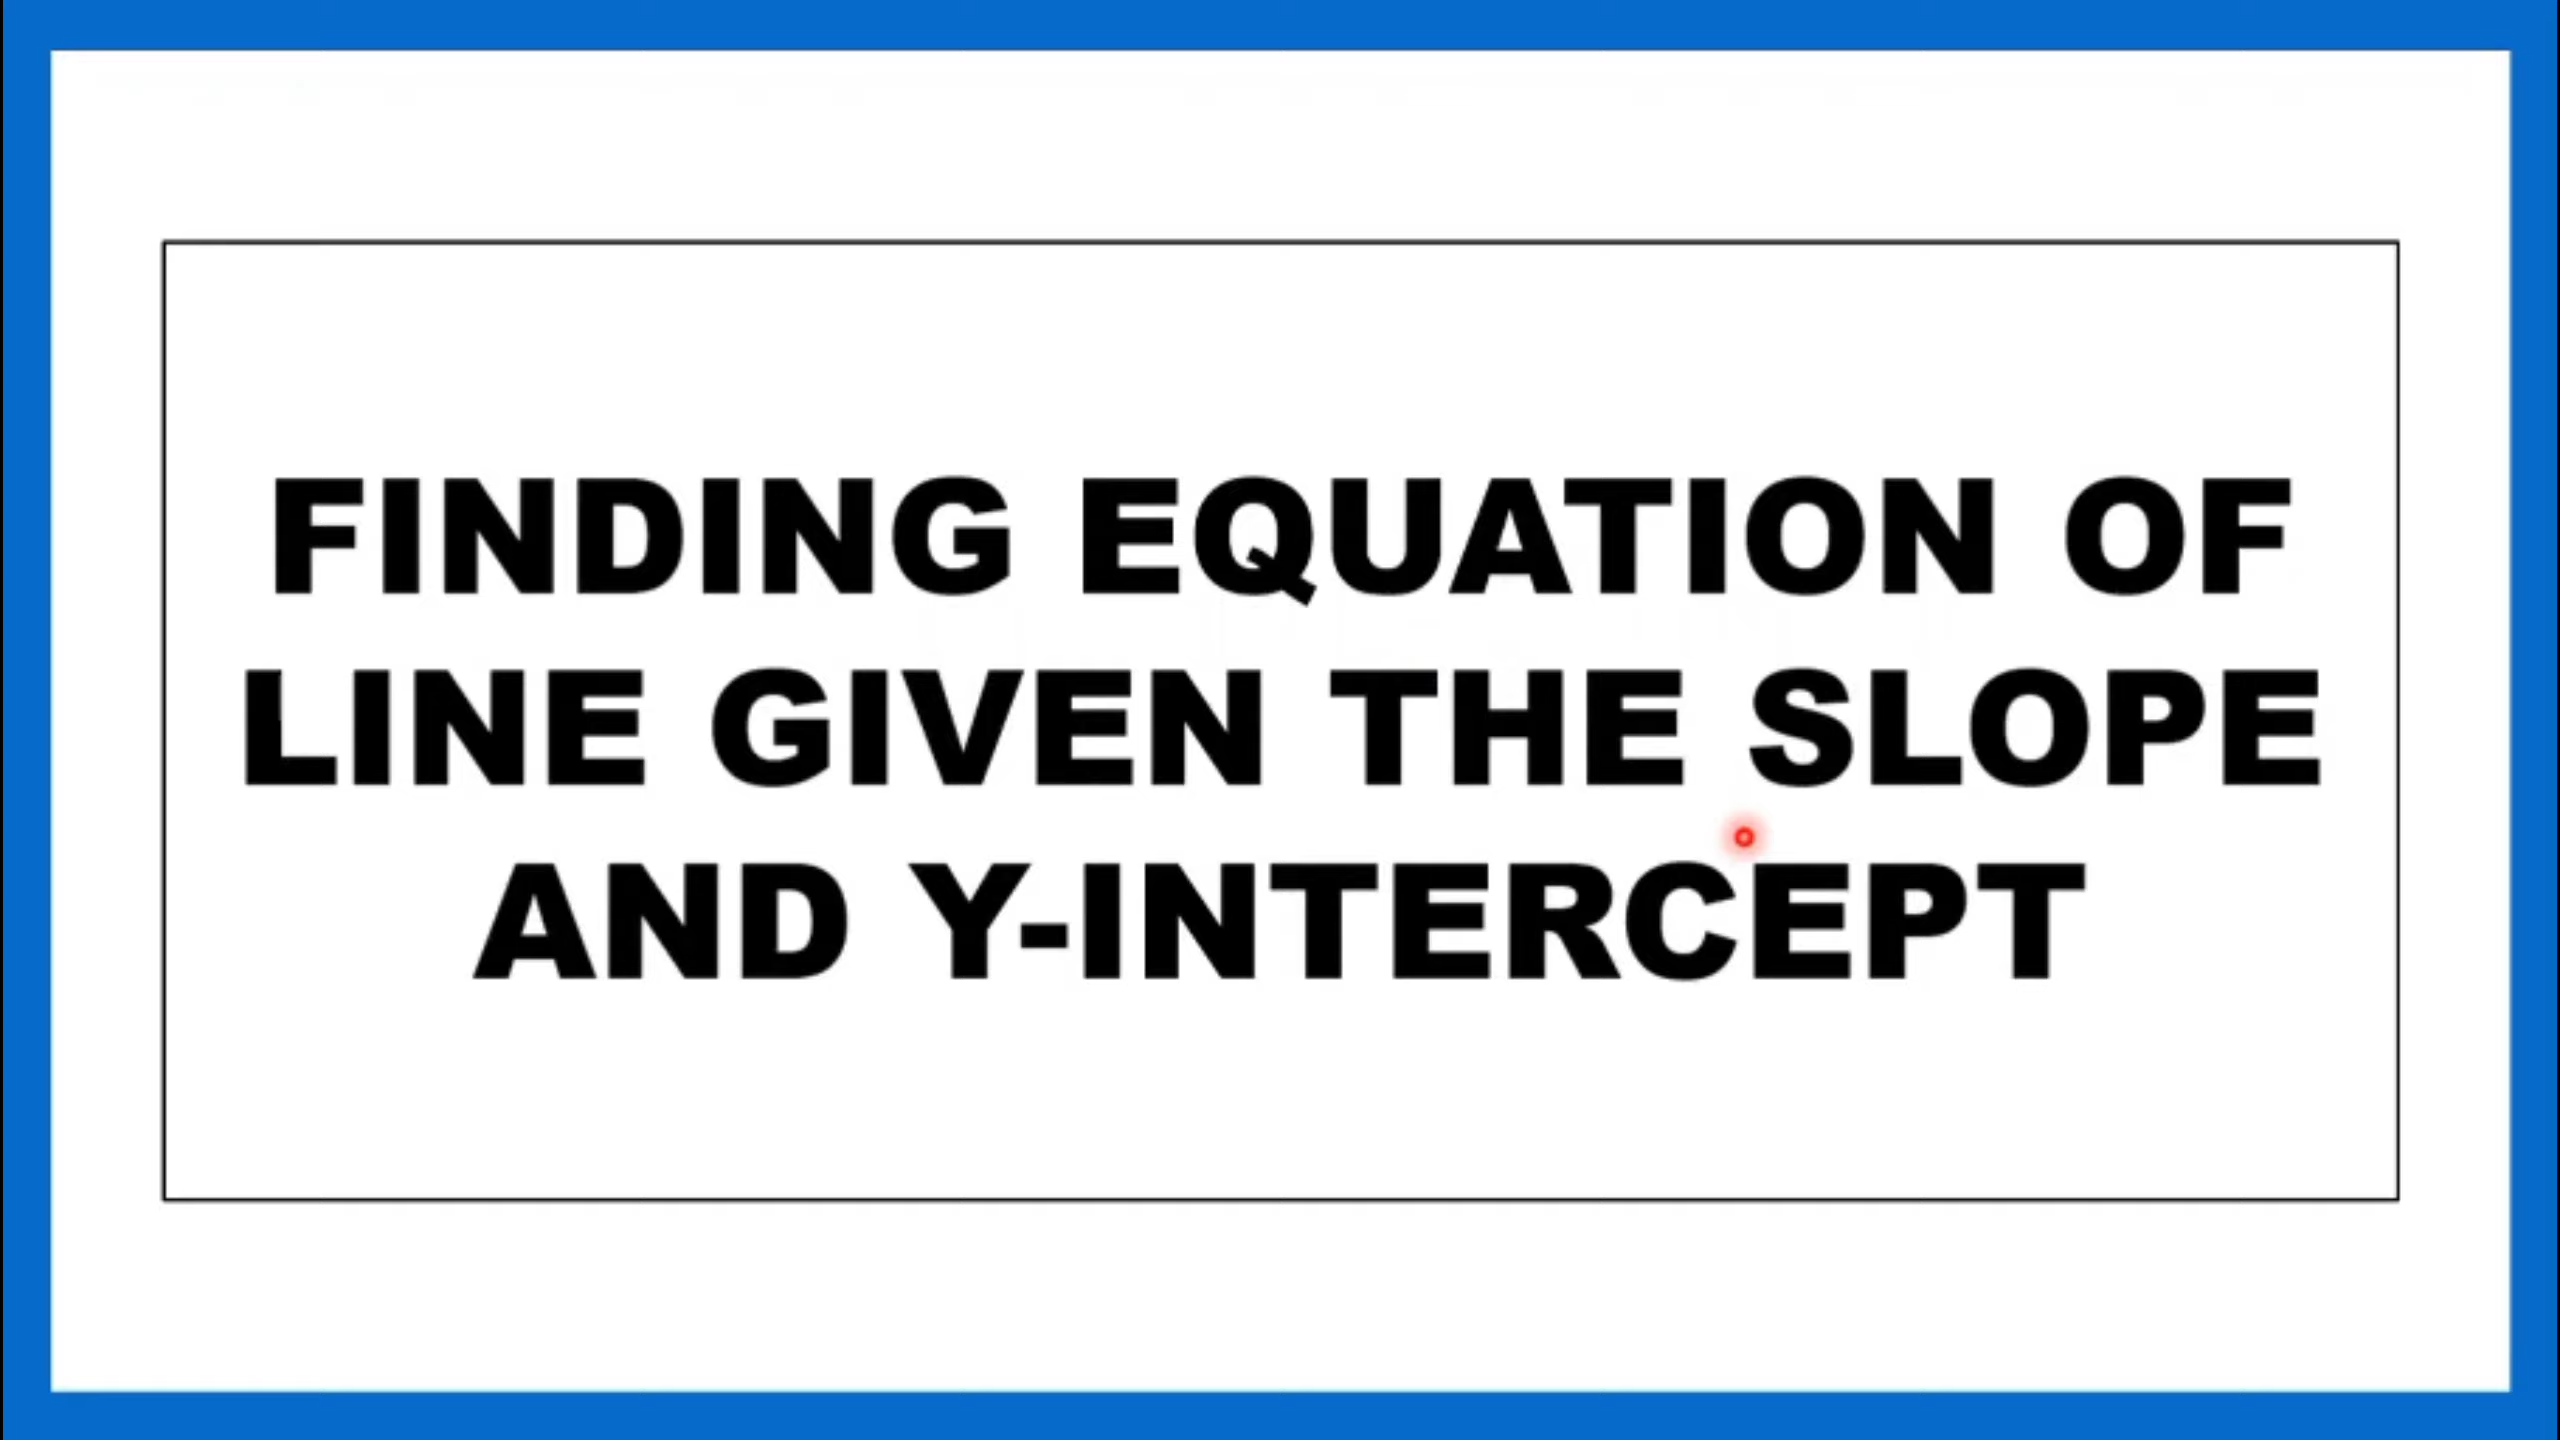 FINDING EQUATION OF
LINE GIVEN THE SLOPE
AND Y-INTERCEPT